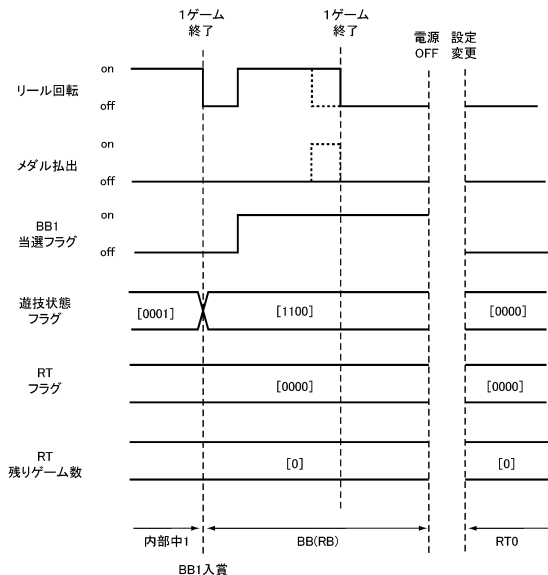 1ゲーム
終了
1ゲーム
終了
電源
OFF
設定
変更
リール回転
on
off
メダル払出
on
off
BB1
当選フラグ
on
off
遊技状態
フラグ
[0001]
[1100]
[0000]
RT
フラグ
[0000]
[0000]
RT
残りゲーム数
[0]
[0]
内部中1
BB(RB)
RT0
BB1入賞